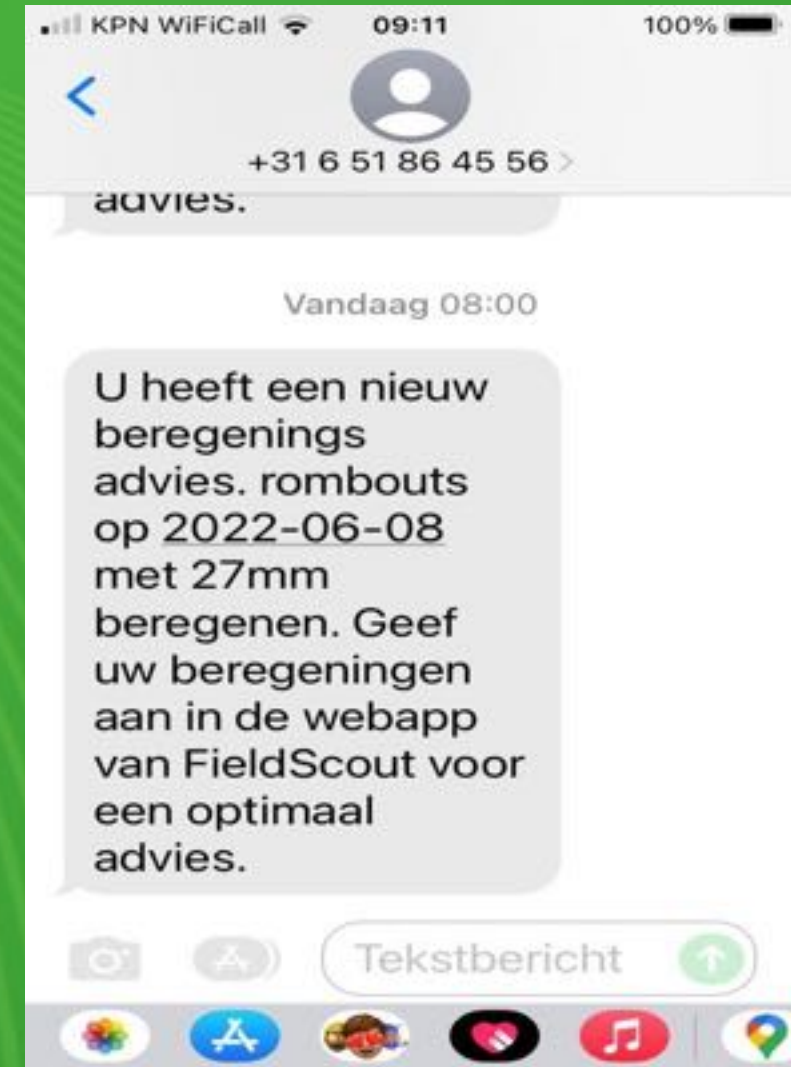 KPN WiFiCall 09:11 100%
+31 6 51 86 45 56 >
advies.
Vandaag 08:00
U heeft een nieuw
beregenings
advies. rombouts
op 2022-06-08
met 27mm
beregenen. Geef
uw beregeningen
aan in de webapp
van FieldScout voor
een optimaal
advies.
Tekstbericht